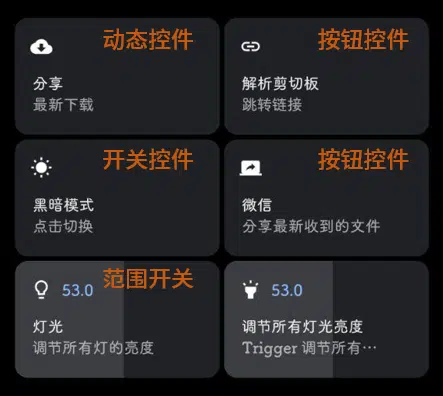 动态控件
按钮控件
分享
最新下载
解析剪切板
跳转链接
开关控件
按钮控件
黑暗模式
点击切换
微信
分享最新收到的文件
范围开关
53.0
53.0
灯光
调节所有灯的亮度
调节所有灯光亮度
Trigger 调节所有…